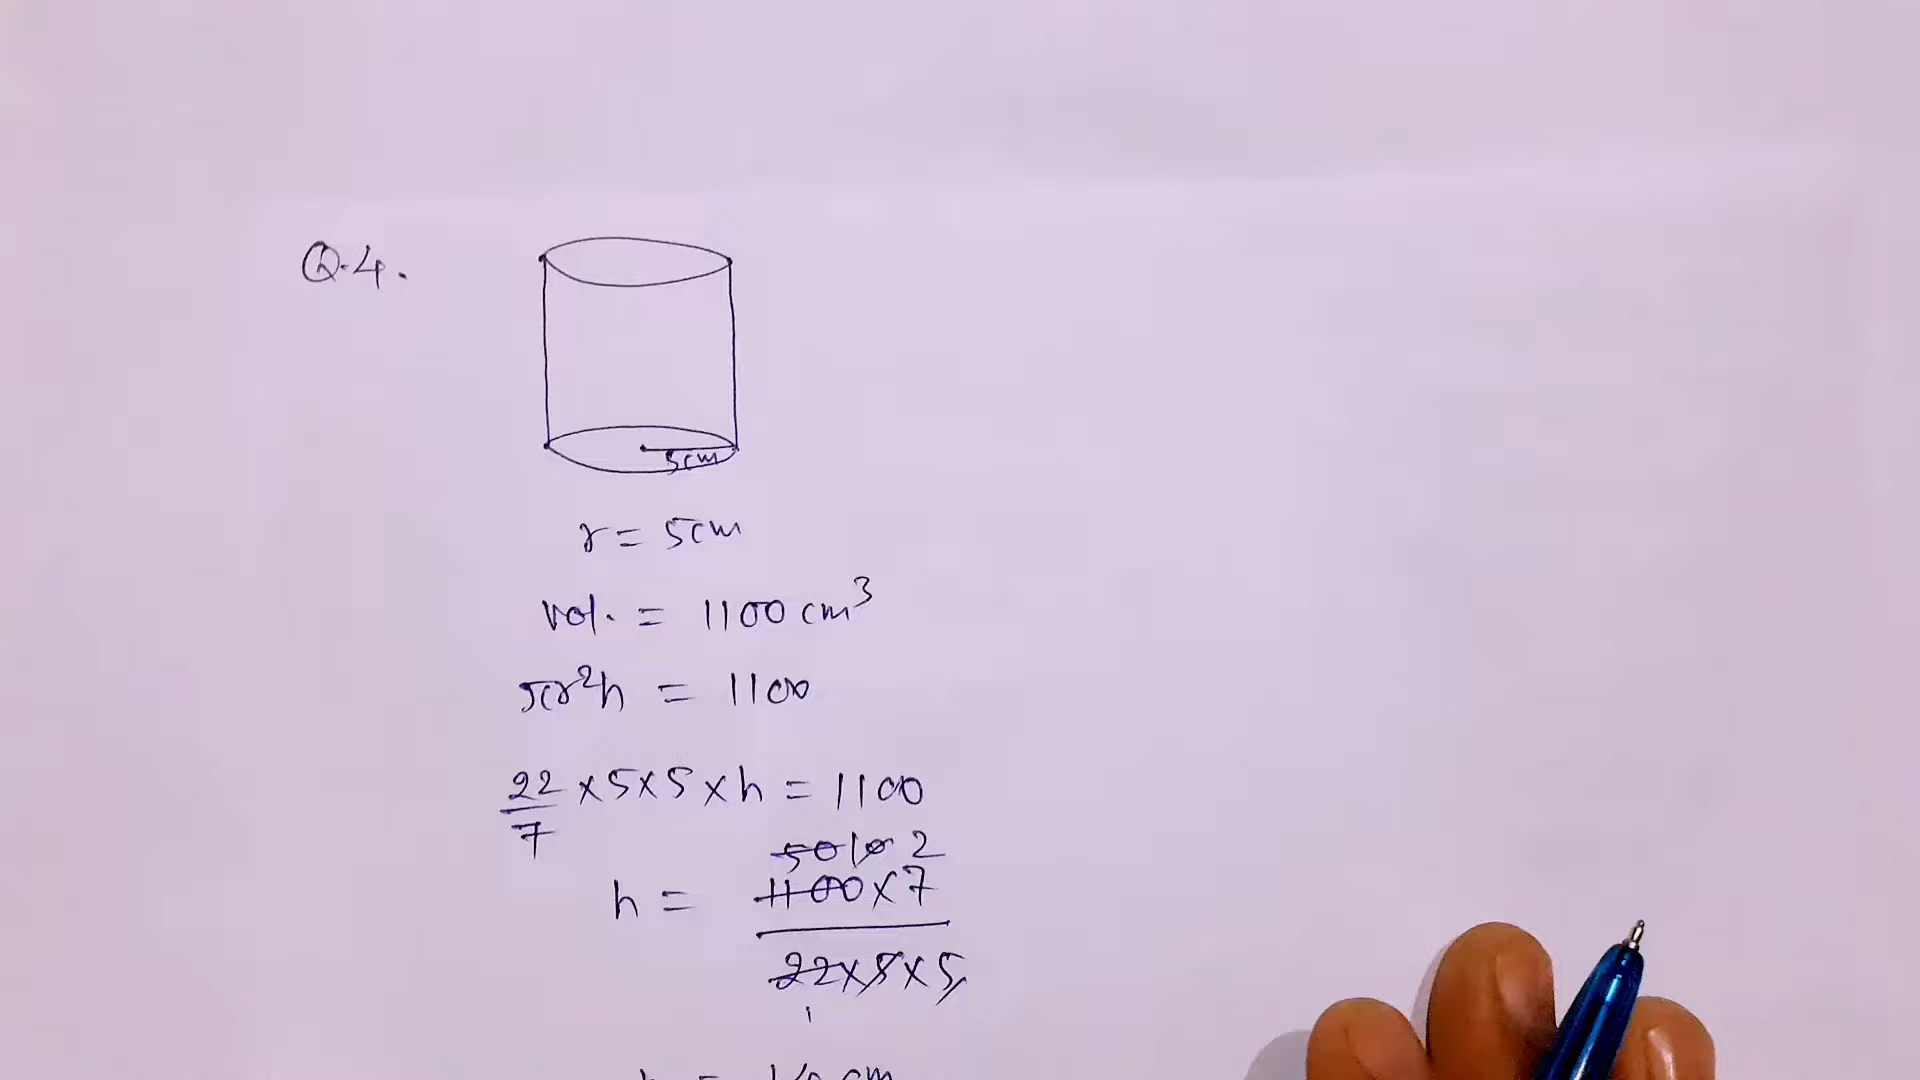 Q.4.
5cm
r = 5cm
vol. = 1100 cm³
πr²h = 1100
22/7 × 5 × 5 × h = 1100
50 10 2
h = 1100 × 7 / 22 × 5 × 5
1